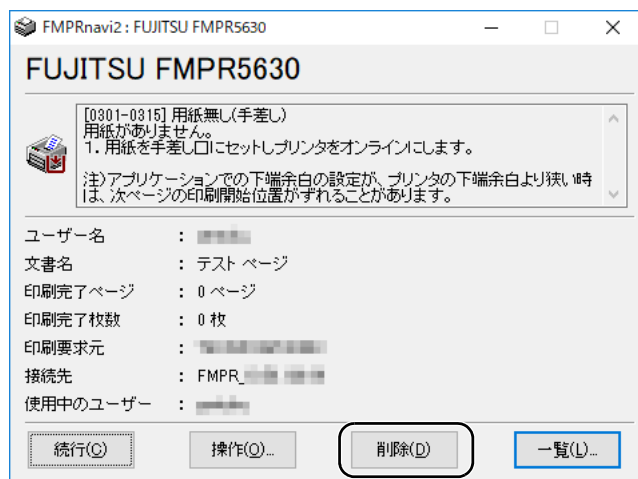 FMPRnavi2 : FUJITSU FMPR5630
FUJITSU FMPR5630
[0301-0315] 用紙無し(手差し)
用紙がありません。
1. 用紙を手差し口にセットしプリンタをオンラインにします。
注)アプリケーションでの下端余白の設定が、プリンタの下端余白より狭い時
は、次ページの印刷開始位置がずれることがあります。
ユーザー名 :
文書名 : テスト ページ
印刷完了ページ : 0 ページ
印刷完了枚数 : 0 枚
印刷要求元 :
接続先 : FMPR_
使用中のユーザー :
続行(C) 操作(O)... 削除(D) 一覧(L)...